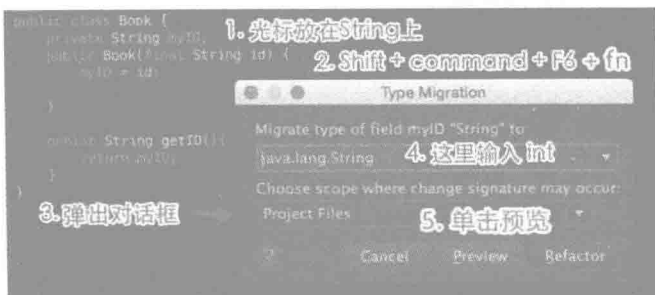 public class Book {
private String myID;
public Book(final String id) {
myID = id;
}
public String getID(){
return myID;
}
}
1. 光标放在String上
2. Shift + command + F6 + fn
3. 弹出对话框
Type Migration
Migrate type of field myID "String" to:
java.lang.String
4. 这里输入 int
Choose scope where change signature may occur:
Project Files
5. 单击预览
?
Cancel
Preview
Refactor